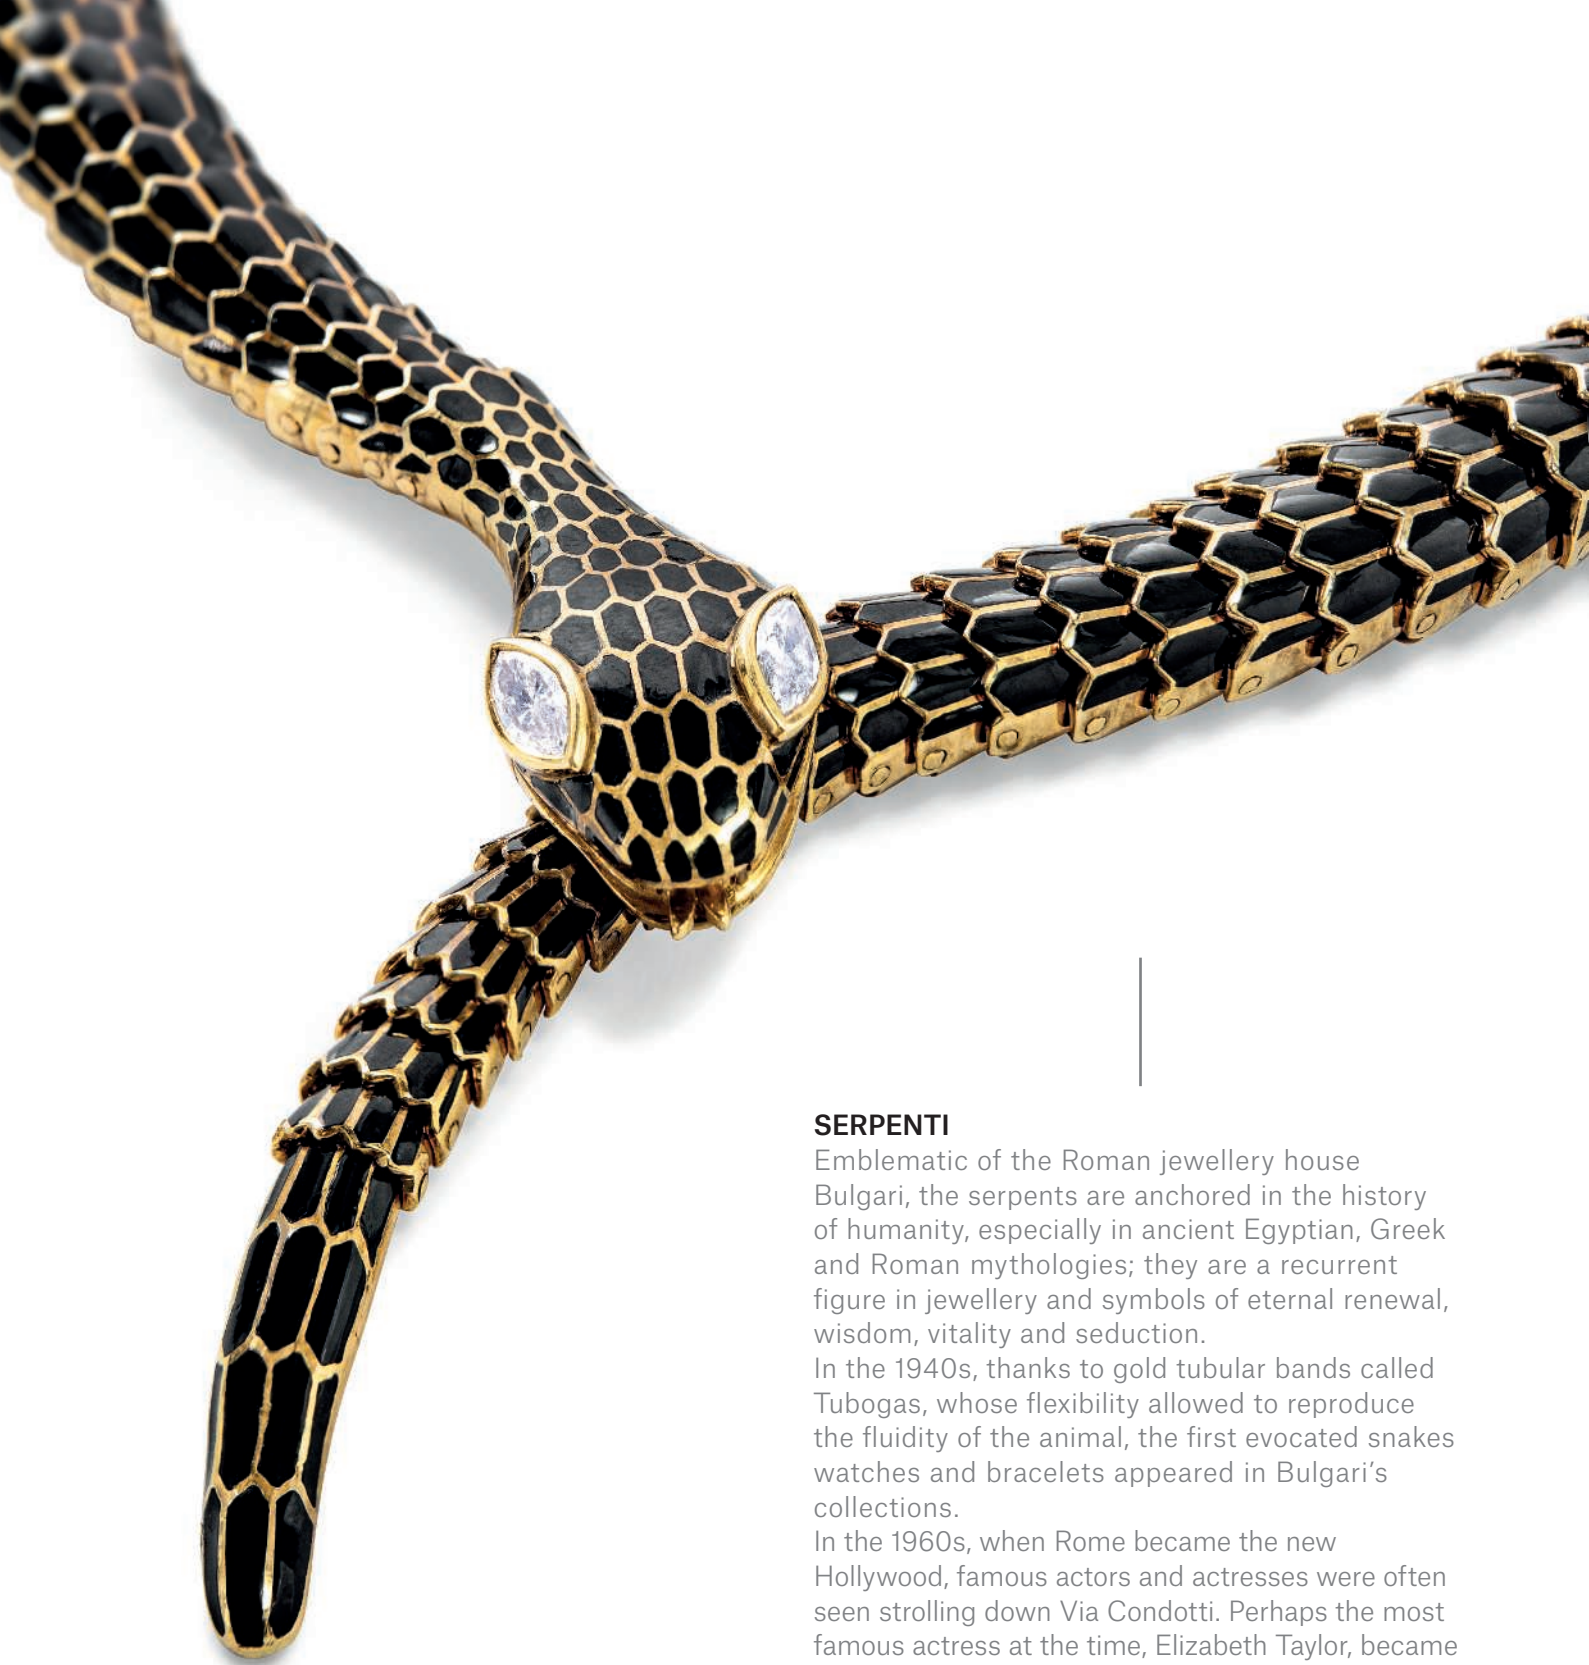 SERPENTI
Emblematic of the Roman jewellery house
Bulgari, the serpents are anchored in the history
of humanity, especially in ancient Egyptian, Greek
and Roman mythologies; they are a recurrent
figure in jewellery and symbols of eternal renewal,
wisdom, vitality and seduction.
In the 1940s, thanks to gold tubular bands called
Tubogas, whose flexibility allowed to reproduce
the fluidity of the animal, the first evocated snakes
watches and bracelets appeared in Bulgari’s
collections.
In the 1960s, when Rome became the new
Hollywood, famous actors and actresses were often
seen strolling down Via Condotti. Perhaps the most
famous actress at the time, Elizabeth Taylor, became